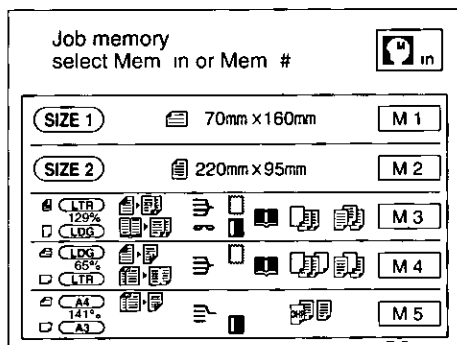 Job memory
select Mem in or Mem #
M in
SIZE 1 70mm×160mm M 1
SIZE 2 220mm×95mm M 2
LTR
129%
LDG
M 3
LDG
65%
LTR
M 4
A4
141%
A3
OHP
M 5